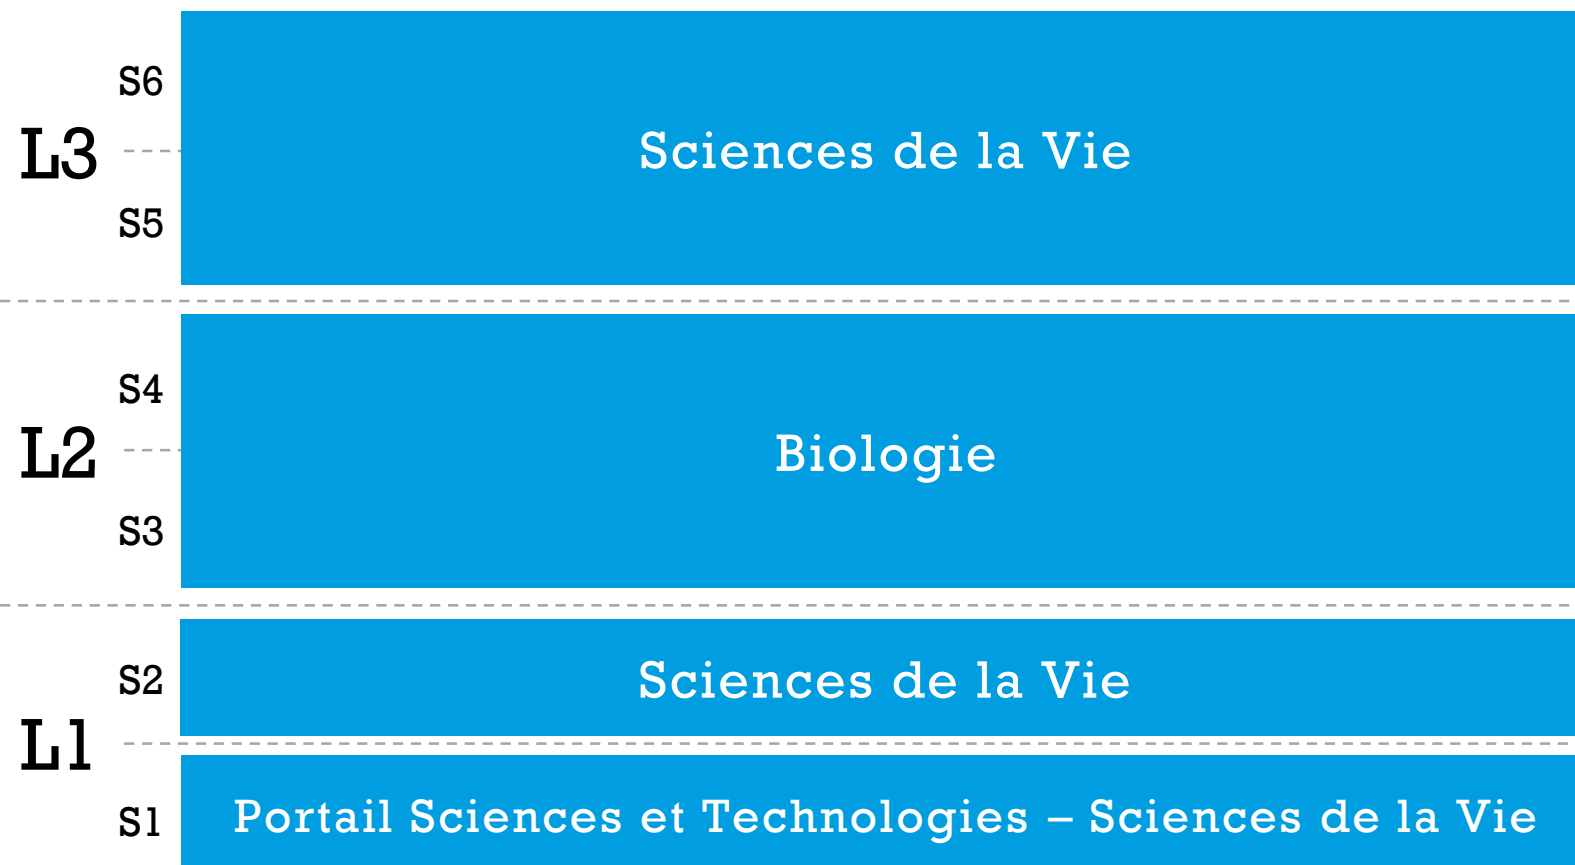 S6
L3
Sciences de la Vie
S5
S4
L2
Biologie
S3
S2
Sciences de la Vie
L1
S1
Portail Sciences et Technologies – Sciences de la Vie